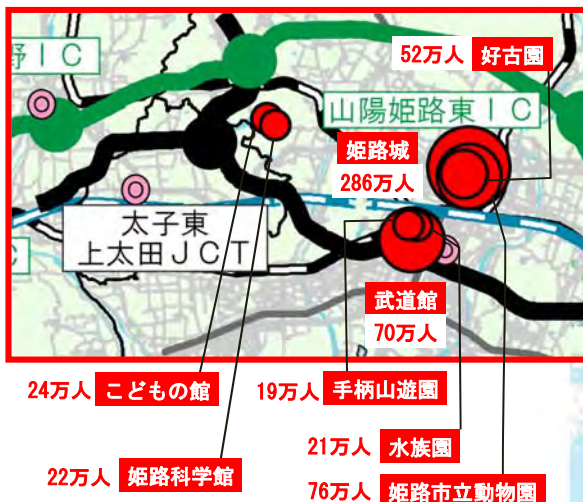 52万人 好古園
野IC
山陽姫路東IC
姫路城
286万人
太子東
上太田JCT
C
武道館
70万人
24万人 こどもの館
19万人 手柄山遊園
21万人 水族園
22万人 姫路科学館
76万人 姫路市立動物園